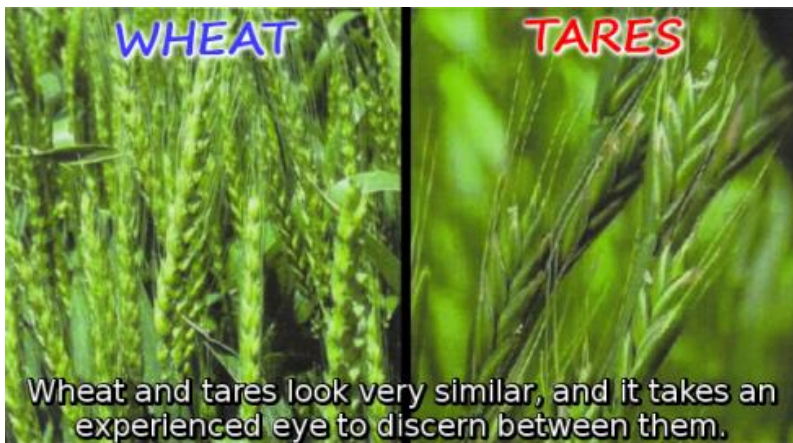 WHEAT
TARES
Wheat and tares look very similar, and it takes an
experienced eye to discern between them.